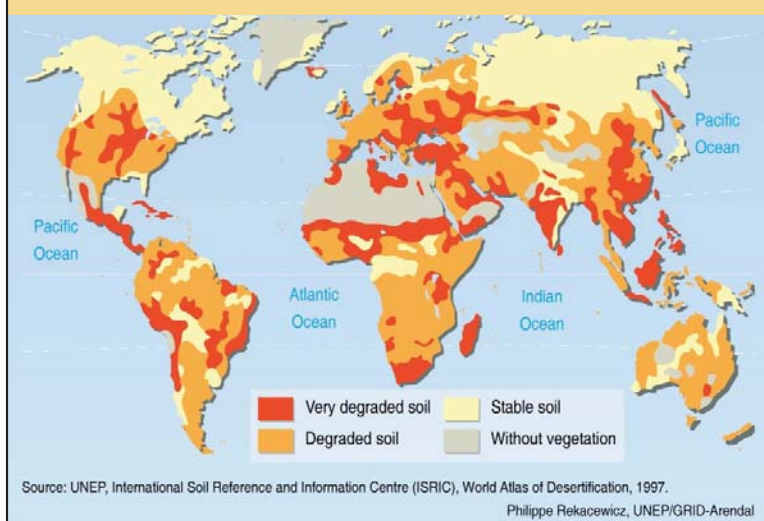 Pacific
Ocean
Pacific
Ocean
Atlantic
Ocean
Indian
Ocean
Very degraded soil
Stable soil
Degraded soil
Without vegetation
Source: UNEP, International Soil Reference and Information Centre (ISRIC), World Atlas of Desertification, 1997.
Philippe Rekacewicz, UNEP/GRID-Arendal